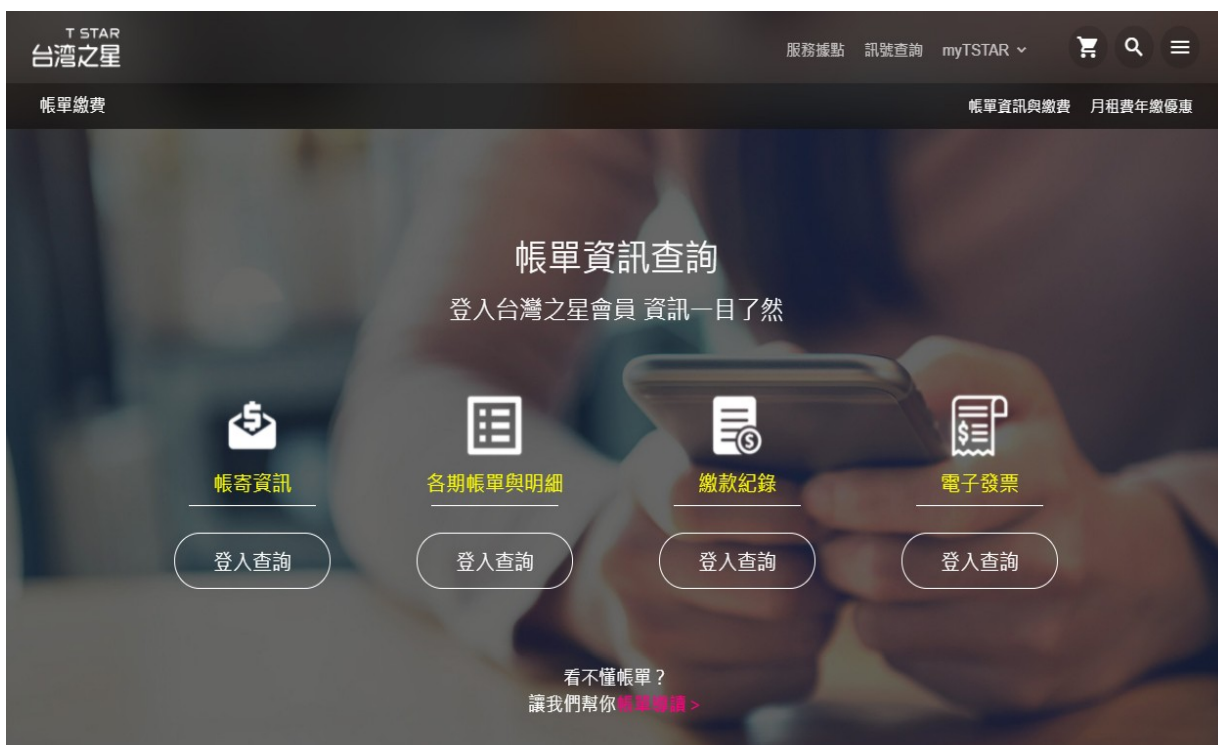 T STAR
台灣之星
服務據點 訊號查詢 myTSTAR
帳單繳費
帳單資訊與繳費 月租費年繳優惠
帳單資訊查詢
登入台灣之星會員 資訊一目了然
帳寄資訊 各期帳單與明細 繳款紀錄 電子發票
登入查詢 登入查詢 登入查詢 登入查詢
看不懂帳單？
讓我們幫你帳單導讀 >